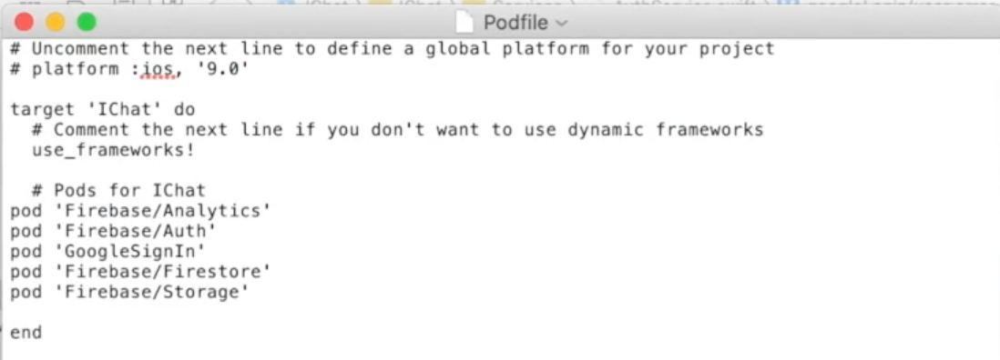 Podfile
# Uncomment the next line to define a global platform for your project
# platform :ios, '9.0'
target 'IChat' do
# Comment the next line if you don't want to use dynamic frameworks
use_frameworks!
# Pods for IChat
pod 'Firebase/Analytics'
pod 'Firebase/Auth'
pod 'GoogleSignIn'
pod 'Firebase/Firestore'
pod 'Firebase/Storage'
end